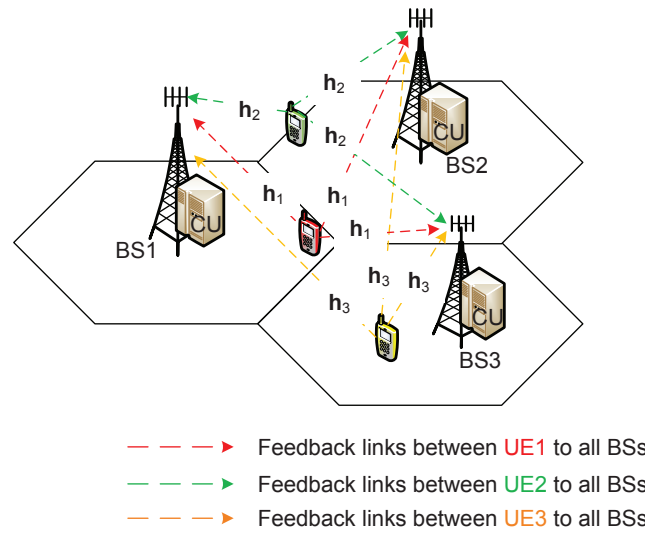 h2
CU
BS2
h2
h2
h1
h1
CU
BS1
h1
h3
h3
h3
CU
BS3
Feedback links between UE1 to all BSs
Feedback links between UE2 to all BSs
Feedback links between UE3 to all BSs